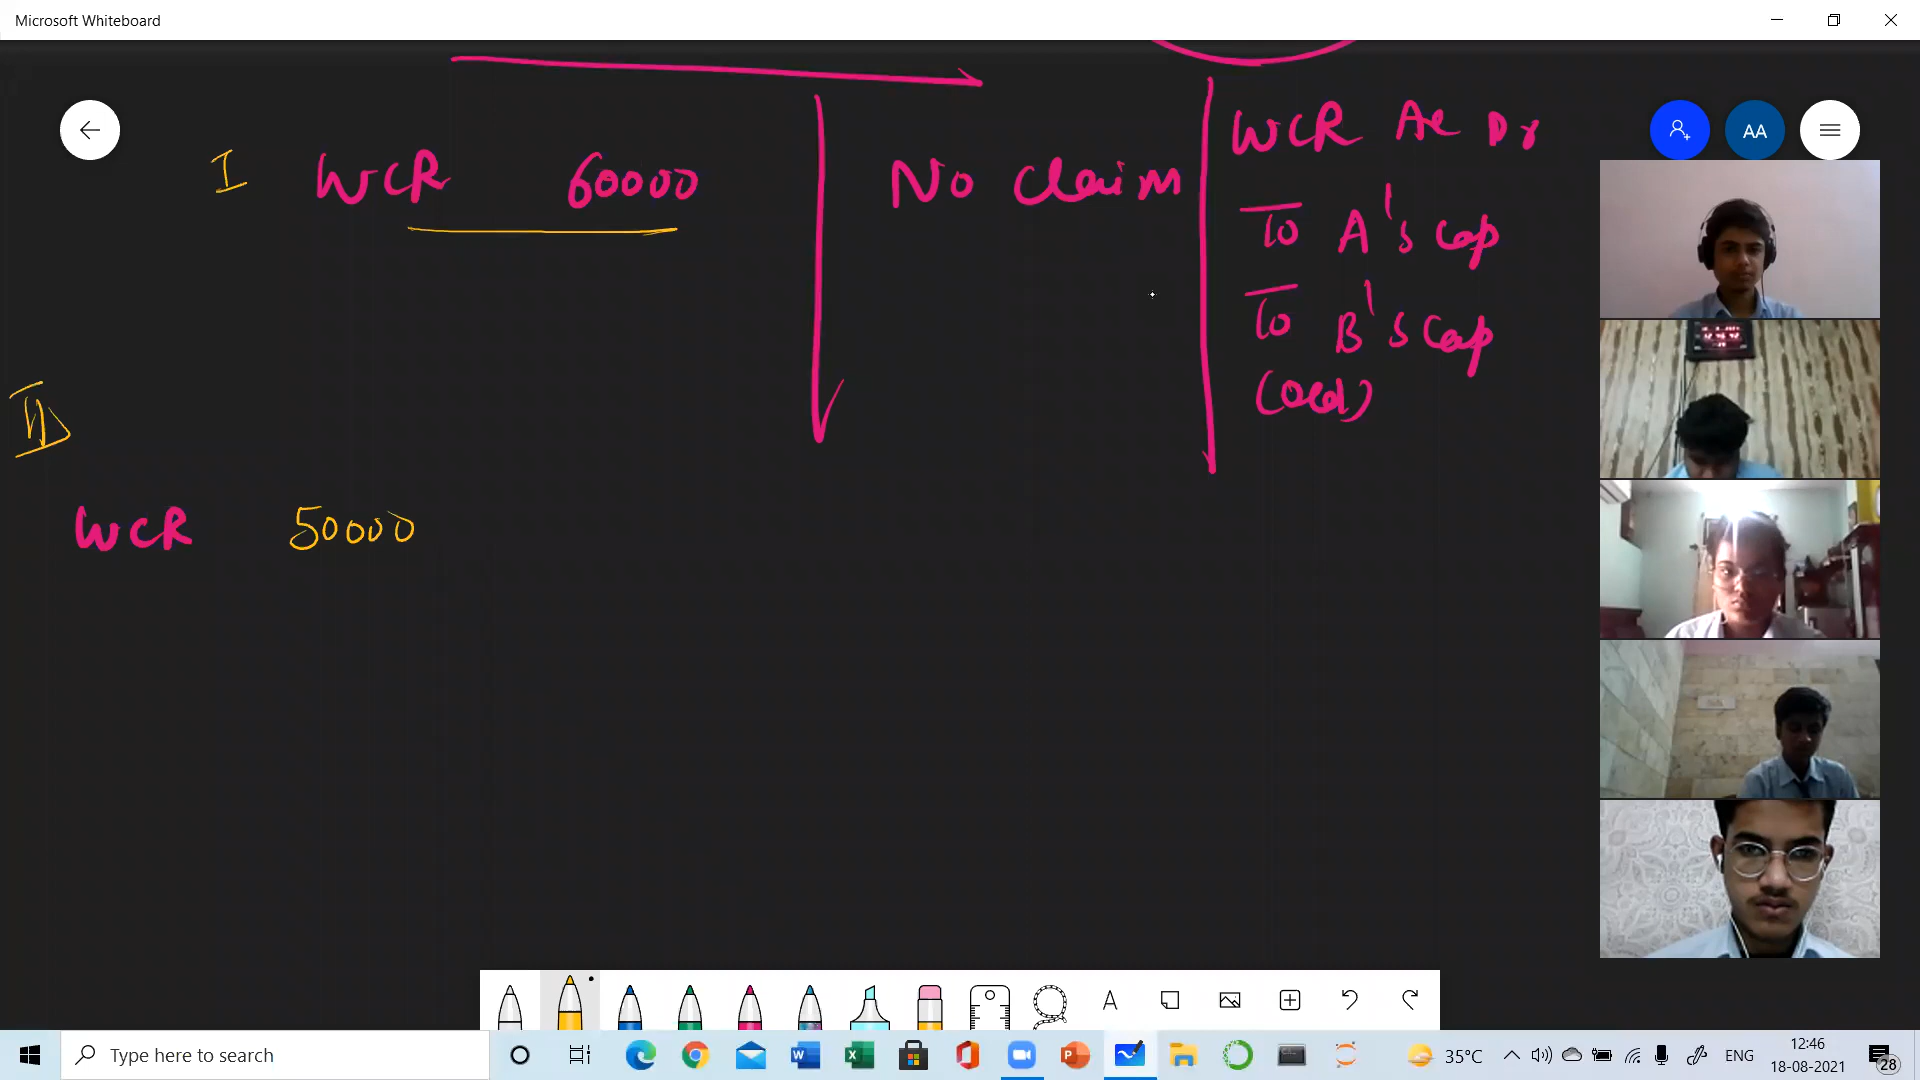 Microsoft Whiteboard
I WCR 60000
No Claim
WCR Ac Dr
To A's Cap
To B's Cap
(old)
AA
II
WCR 50000
A
Type here to search
35°C
ENG
12:46
18-08-2021
28